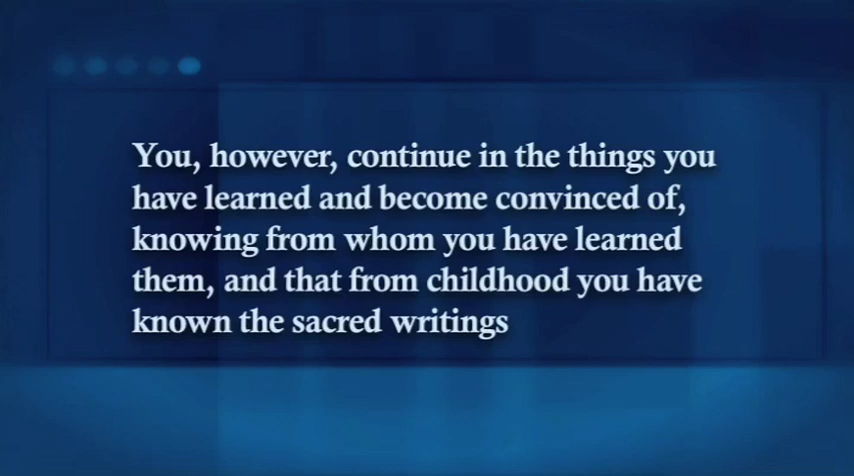 You, however, continue in the things you
have learned and become convinced of,
knowing from whom you have learned
them, and that from childhood you have
known the sacred writings